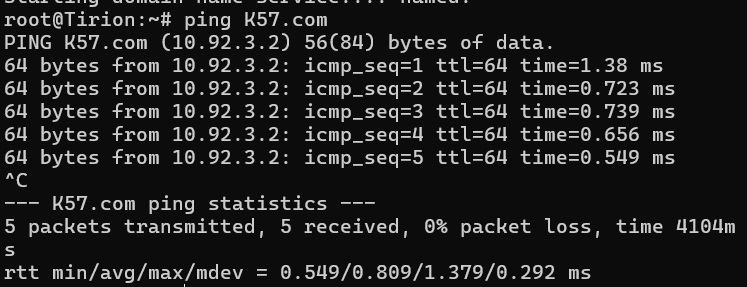 root@Tirion:~# ping K57.com
PING K57.com (10.92.3.2) 56(84) bytes of data.
64 bytes from 10.92.3.2: icmp_seq=1 ttl=64 time=1.38 ms
64 bytes from 10.92.3.2: icmp_seq=2 ttl=64 time=0.723 ms
64 bytes from 10.92.3.2: icmp_seq=3 ttl=64 time=0.739 ms
64 bytes from 10.92.3.2: icmp_seq=4 ttl=64 time=0.656 ms
64 bytes from 10.92.3.2: icmp_seq=5 ttl=64 time=0.549 ms
^C
--- K57.com ping statistics ---
5 packets transmitted, 5 received, 0% packet loss, time 4104m
s
rtt min/avg/max/mdev = 0.549/0.809/1.379/0.292 ms